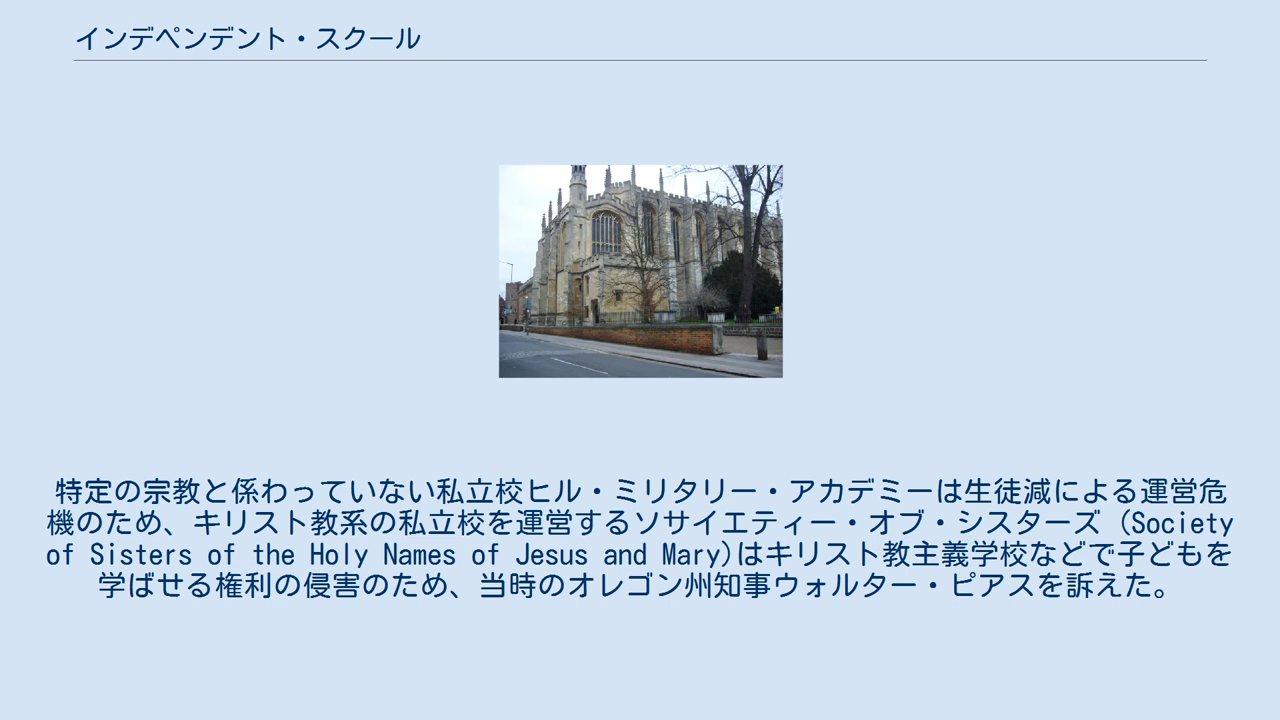 インデペンデント・スクール
特定の宗教と係わっていない私立校ヒル・ミリタリー・アカデミーは生徒減による運営危
機のため、キリスト教系の私立校を運営するソサイエティー・オブ・シスターズ (Society
of Sisters of the Holy Names of Jesus and Mary)はキリスト教主義学校などで子どもを
学ばせる権利の侵害のため、当時のオレゴン州知事ウォルター・ピアスを訴えた。